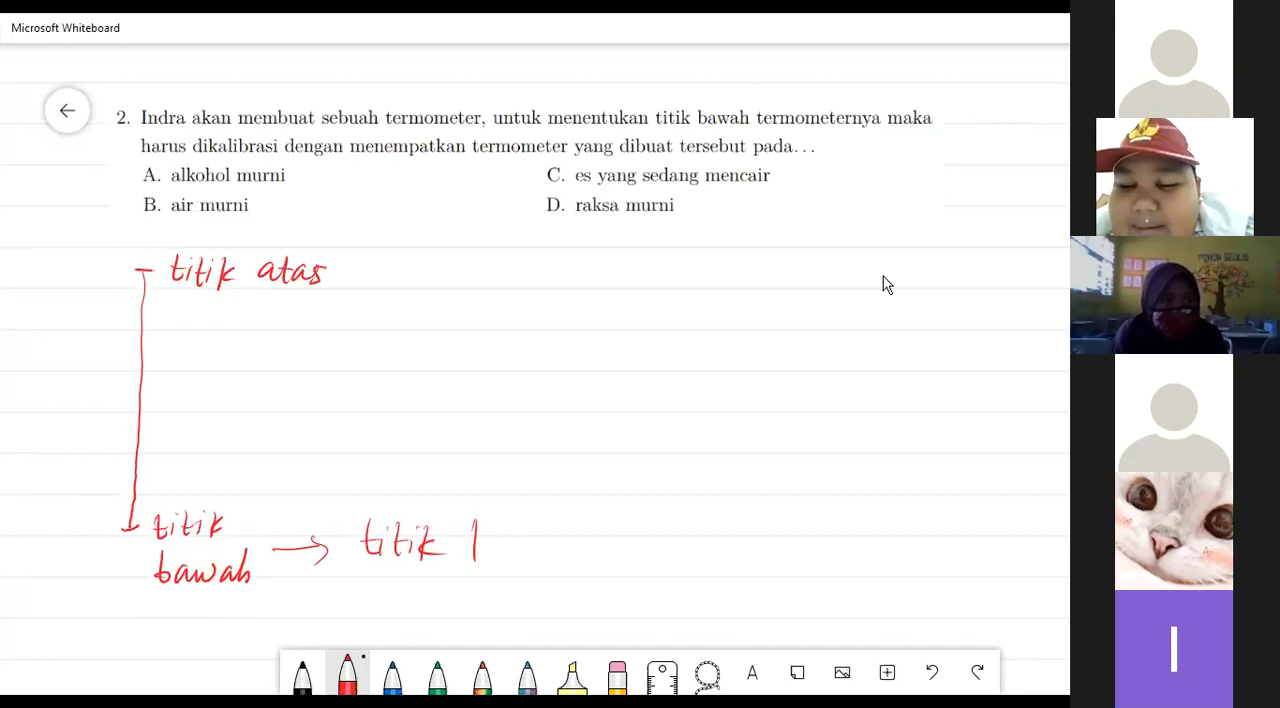 Microsoft Whiteboard
2. Indra akan membuat sebuah termometer, untuk menentukan titik bawah termometernya maka
harus dikalibrasi dengan menempatkan termometer yang dibuat tersebut pada...
A. alkohol murni
C. es yang sedang mencair
B. air murni
D. raksa murni
titik atas
titik
bawah → titik l
A
POHON
I